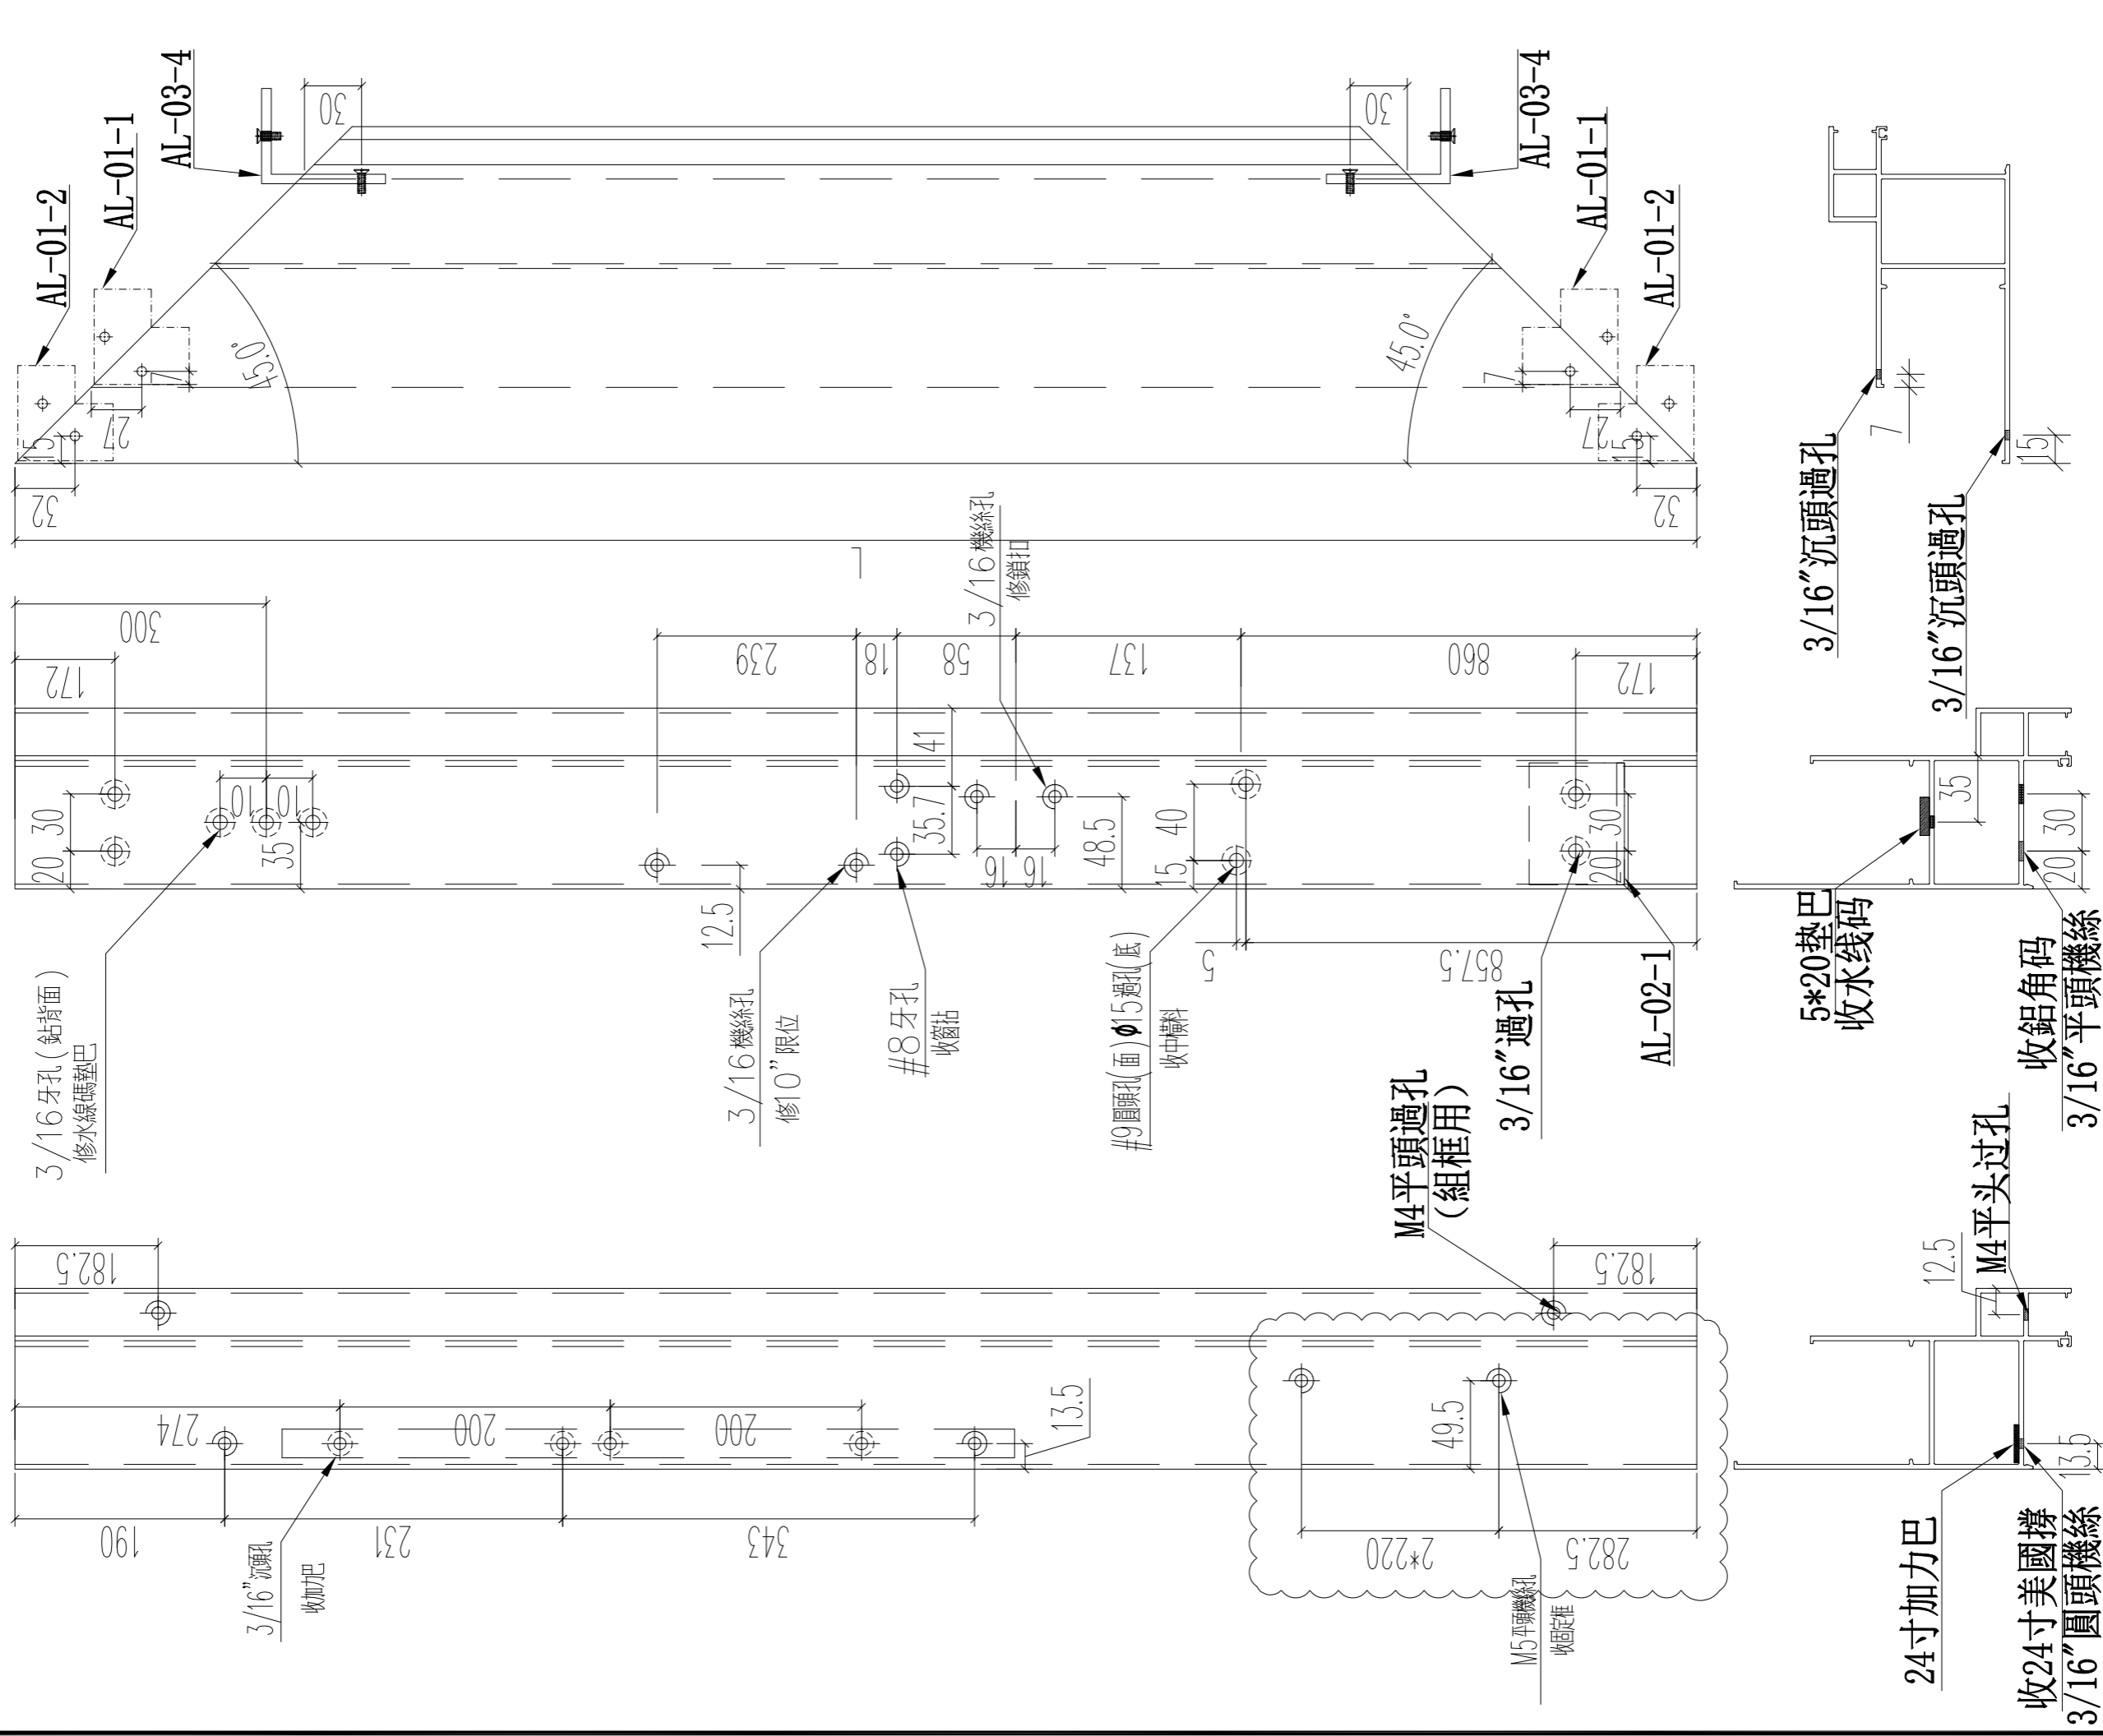 AL-01-2
AL-01-1
AL-03-4
30
30
AL-03-4
AL-01-1
AL-01-2
45.0°
45.0°
7
27
15
32
7
27
15
32
L
3/16″沉頭過孔
7
3/16″沉頭過孔
15
300
172
239
18
58
137
860
172
3/16機絲孔
修鎖扣
20 30
10
10
35
12.5
41
35.7
16
16
48.5
15
40
5
857.5
20 30
3/16牙孔(鉆背面)
修水線碼墊巴
3/16機絲孔
修10”限位
#8牙孔
收窗拈
#9圓頭孔(面)ϕ15過孔(底)
收中橫料
3/16″過孔
AL-02-1
35
20 30
5*20墊巴
收水线码
收鋁角码
3/16″平頭機絲
182.5
M4平頭過孔
(組框用)
182.5
274
200
200
13.5
49.5
190
231
343
2*220
282.5
3/16”沉頭孔
收加力巴
M5平頭機絲孔
收固定框
12.5
M4平头过孔
13.5
24寸加力巴
收24寸美國撐
3/16″圓頭機絲